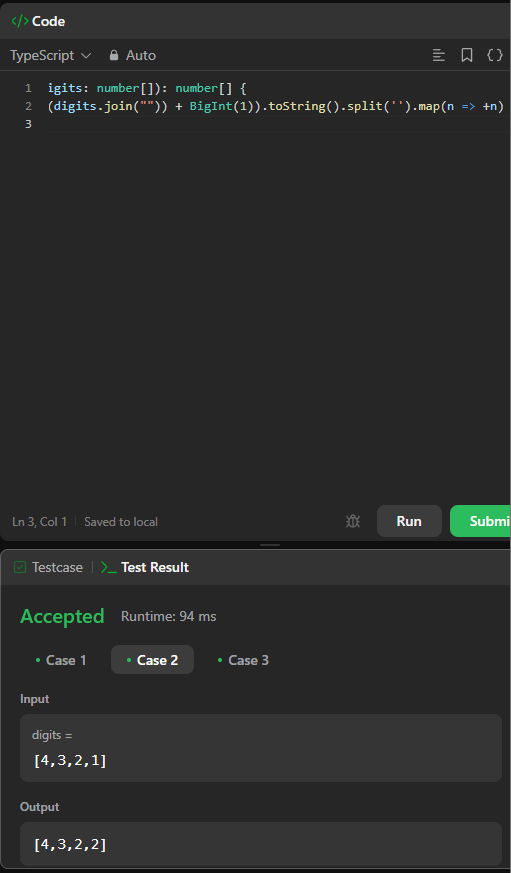 </> Code
TypeScript Auto
1 igits: number[]): number[] {
2 (digits.join("")) + BigInt(1)).toString().split('').map(n => +n)
3
Ln 3, Col 1 Saved to local Run Submi
Testcase Test Result
Accepted Runtime: 94 ms
Case 1 Case 2 Case 3
Input
digits =
[4,3,2,1]
Output
[4,3,2,2]